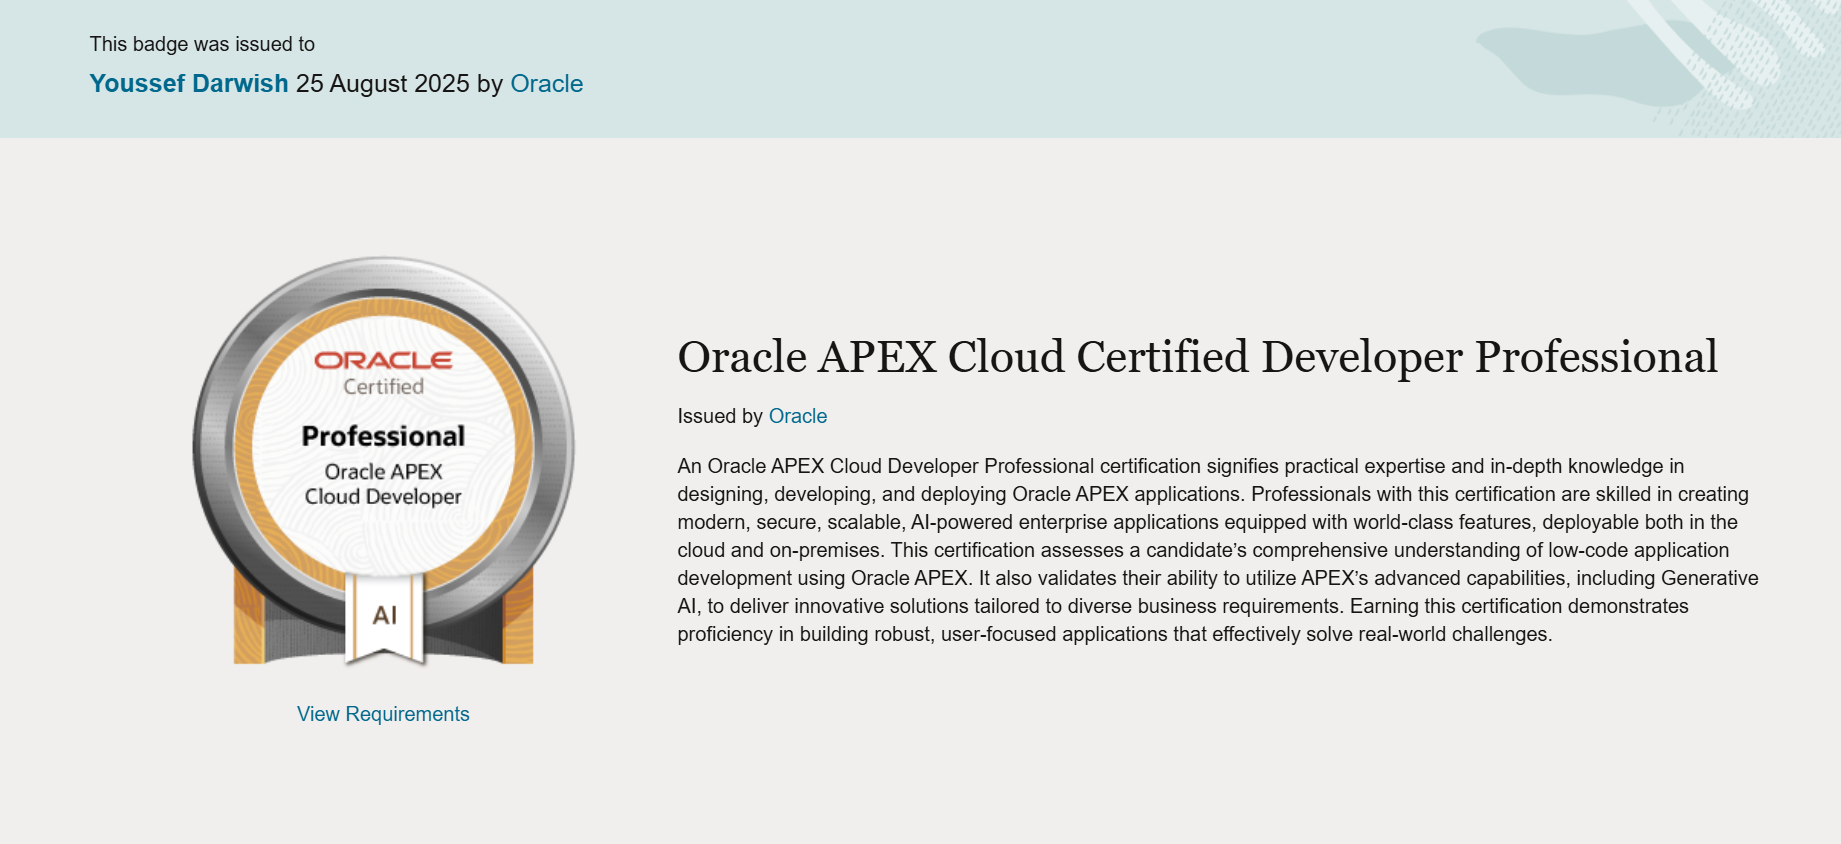 This badge was issued to
Youssef Darwish 25 August 2025 by Oracle
ORACLE
Certified
Professional
Oracle APEX
Cloud Developer
AI
View Requirements
Oracle APEX Cloud Certified Developer Professional
Issued by Oracle
An Oracle APEX Cloud Developer Professional certification signifies practical expertise and in-depth knowledge in
designing, developing, and deploying Oracle APEX applications. Professionals with this certification are skilled in creating
modern, secure, scalable, AI-powered enterprise applications equipped with world-class features, deployable both in the
cloud and on-premises. This certification assesses a candidate’s comprehensive understanding of low-code application
development using Oracle APEX. It also validates their ability to utilize APEX’s advanced capabilities, including Generative
AI, to deliver innovative solutions tailored to diverse business requirements. Earning this certification demonstrates
proficiency in building robust, user-focused applications that effectively solve real-world challenges.